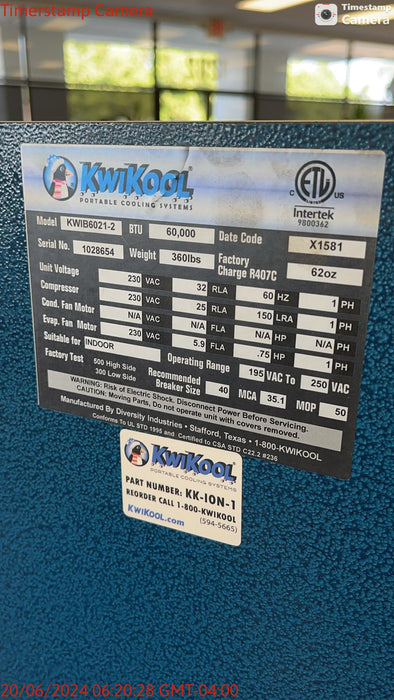 Timerstamp Camera
Timestamp
Camera
KWIKOOL
PORTABLE COOLING SYSTEMS
ETL
C US
Intertek
9800362
Model KWIB6021-2 BTU 60,000 Date Code X1581
Serial No. 1028654 Weight 360lbs Factory Charge R407C 62oz
Unit Voltage 230 VAC 32 RLA 60 HZ 1 PH
Compressor 230 VAC 25 RLA 150 LRA 1 PH
Cond. Fan Motor N/A VAC N/A FLA N/A HP N/A PH
Evap. Fan Motor 230 VAC 5.9 FLA .75 HP 1 PH
Suitable for INDOOR Operating Range 195 VAC To 250 VAC
Factory Test 500 High Side 300 Low Side Recommended Breaker Size 40 MCA 35.1 MOP 50
WARNING: Risk of Electric Shock. Disconnect Power Before Servicing.
CAUTION: Moving Parts. Do not operate unit with covers removed.
Manufactured By Diversity Industries • Stafford, Texas • 1-800-KWIKOOL
Conforms To UL STD 1995 and Certified to CSA STD C22.2 #236
KWIKOOL
PORTABLE COOLING SYSTEMS
PART NUMBER: KK-ION-1
REORDER CALL 1-800-KWIKOOL
KWIKOOL.com (594-5665)
20/06/2024 06:20:28 GMT-04:00